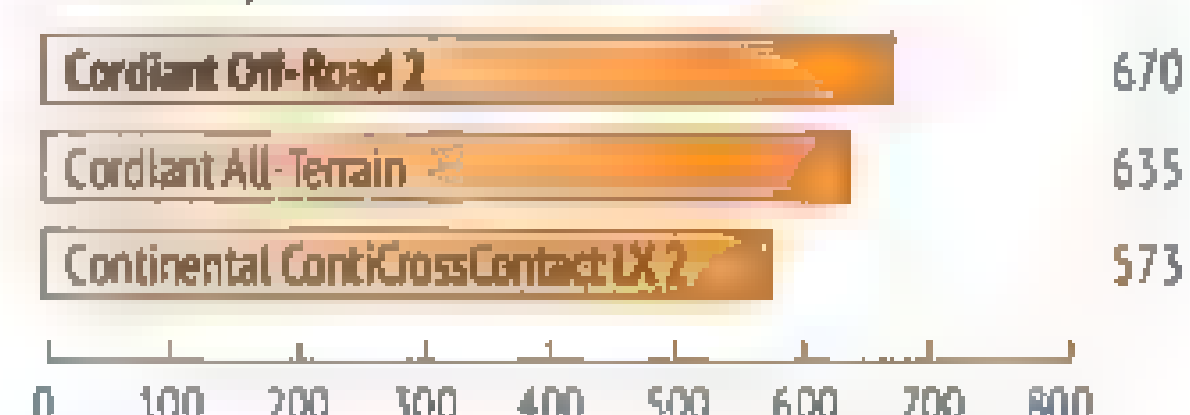 Cordiant Off-Road 2 670
Cordiant All-Terrain 635
Continental ContiCrossContact LX 2 573
0 100 200 300 400 500 600 700 800